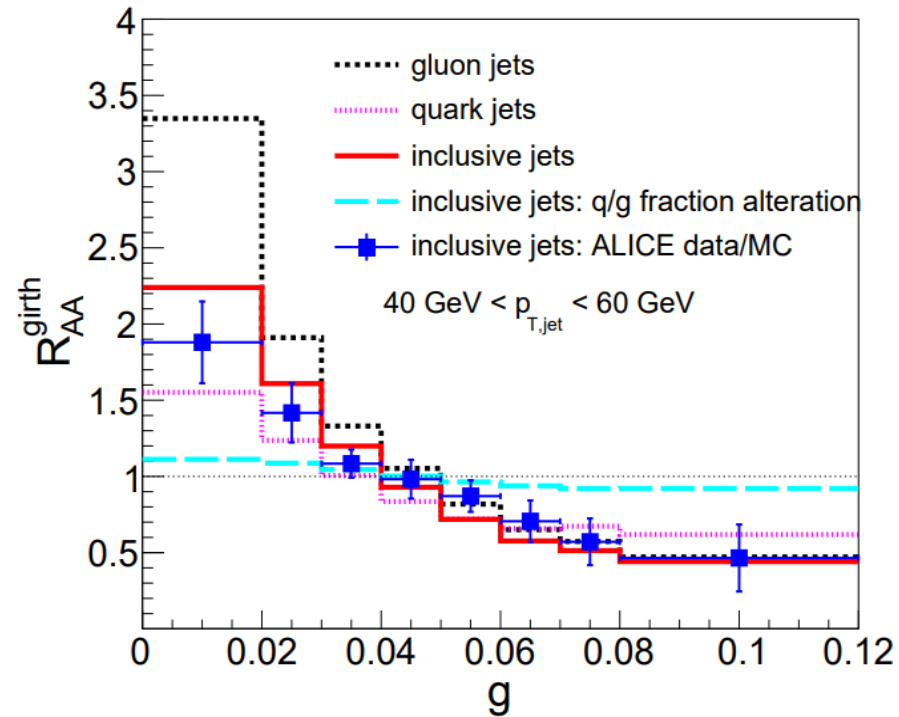 4
3.5
3
2.5
2
1.5
1
0.5
R_AA^girth
gluon jets
quark jets
inclusive jets
inclusive jets: q/g fraction alteration
inclusive jets: ALICE data/MC
40 GeV < p_T,jet < 60 GeV
0 0.02 0.04 0.06 0.08 0.1 0.12
g